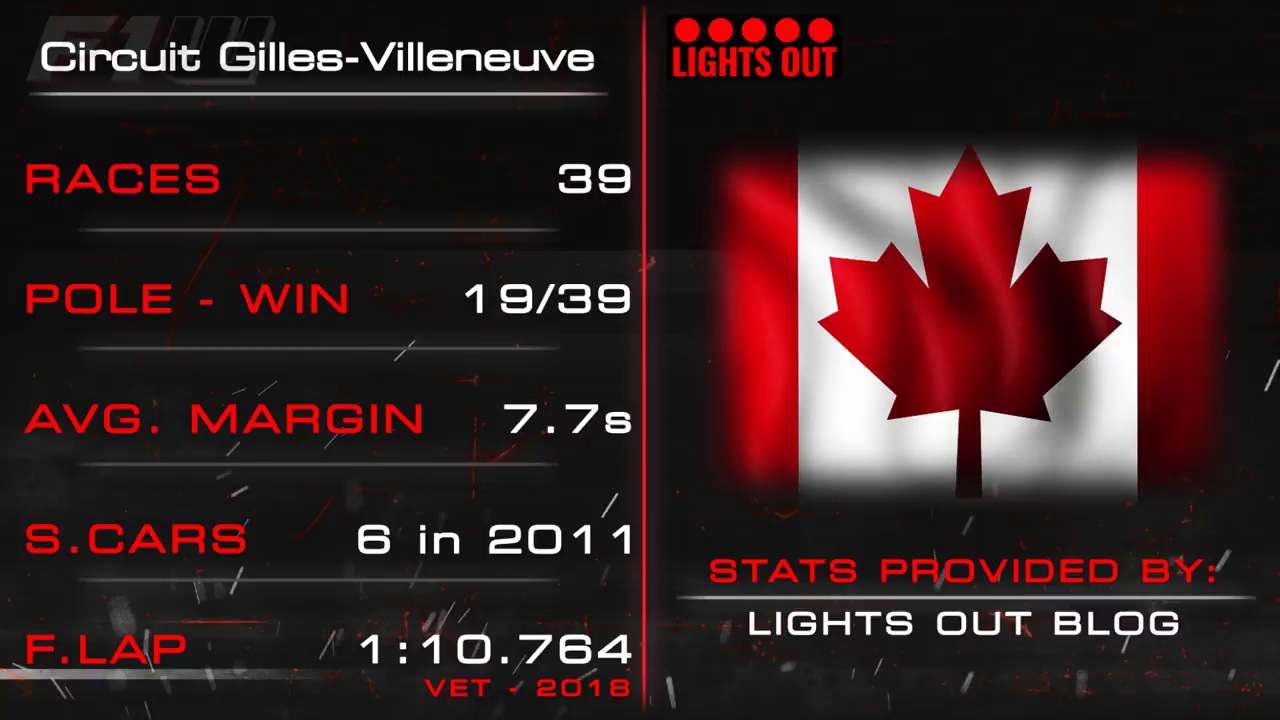 Circuit Gilles-Villeneuve
RACES 39
POLE - WIN 19/39
AVG. MARGIN 7.7s
S.CARS 6 in 2011
F.LAP 1:10.764
VET - 2018
LIGHTS OUT
STATS PROVIDED BY:
LIGHTS OUT BLOG